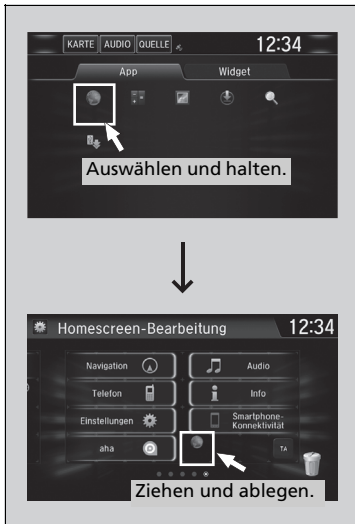 KARTE AUDIO QUELLE 12:34
App Widget
Auswählen und halten.
Homescreen-Bearbeitung 12:34
Navigation Audio
Telefon Info
Einstellungen Smartphone-
Konnektivität
aha TA
Ziehen und ablegen.